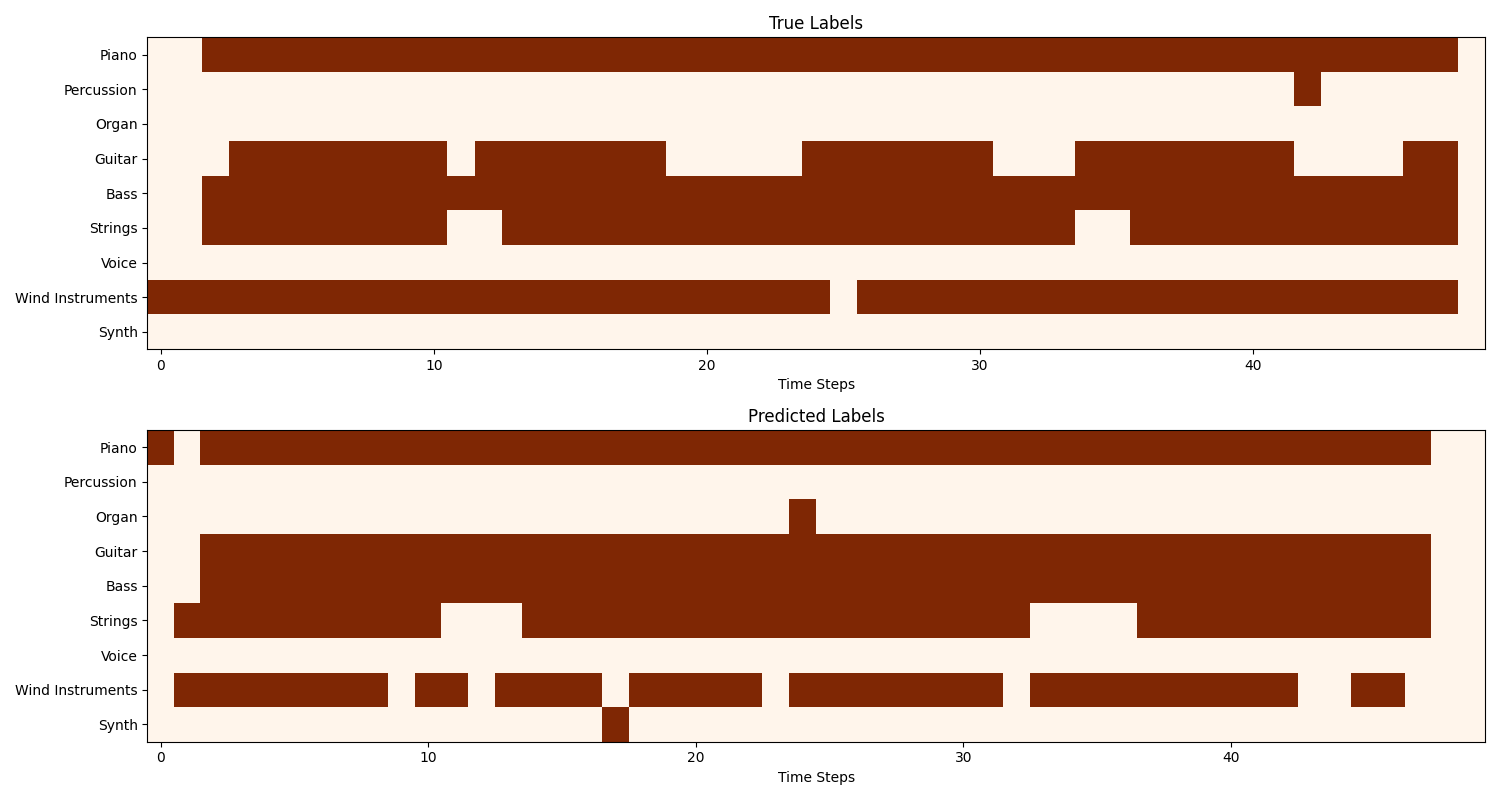 True Labels
Piano
Percussion
Organ
Guitar
Bass
Strings
Voice
Wind Instruments
Synth
0 10 20 30 40
Time Steps
Predicted Labels
Piano
Percussion
Organ
Guitar
Bass
Strings
Voice
Wind Instruments
Synth
0 10 20 30 40
Time Steps